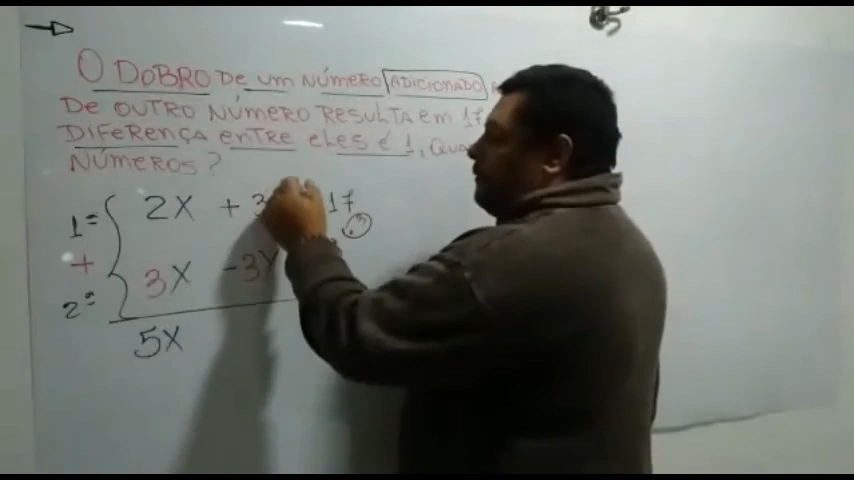 O DOBRO DE UM NÚMERO ADICIONADO
DE OUTRO NÚMERO RESULTA EM 17
DIFERENÇA ENTRE ELES É 1, QUA
NÚMEROS?
1= 2X + 3 17
+ .3
2= 3X -3Y
5X